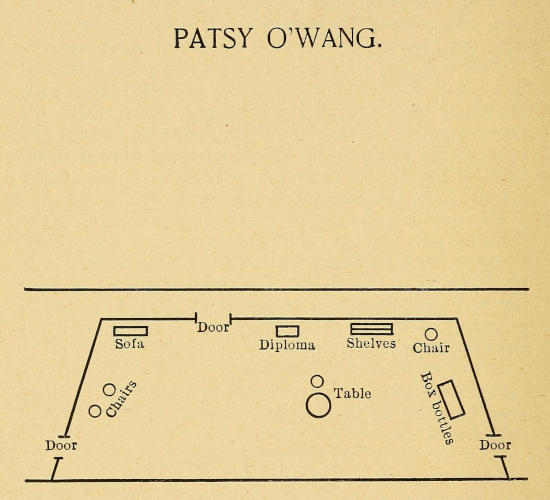 PATSY O'WANG.
Door
Sofa
Diploma
Shelves
Chair
Chairs
Table
Box bottles
Door
Door